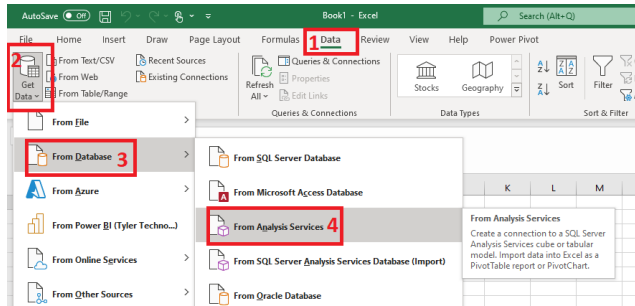 AutoSave Off Book1 - Excel Search (Alt+Q)
File Home Insert Draw Page Layout Formulas Data Review View Help Power Pivot
1
2
Get Data
From Text/CSV
From Web
From Table/Range
Recent Sources
Existing Connections
Refresh All
Queries & Connections
Properties
Edit Links
Queries & Connections
Stocks
Geography
Data Types
Sort
Filter
Sort & Filter
From File
From Database 3
From Azure
From Power BI (Tyler Techno...)
From Online Services
From Other Sources
From SQL Server Database
From Microsoft Access Database
From Analysis Services 4
From SQL Server Analysis Services Database (Import)
From Oracle Database
K L M
From Analysis Services
Create a connection to a SQL Server
Analysis Services cube or tabular
model. Import data into Excel as a
PivotTable report or PivotChart.